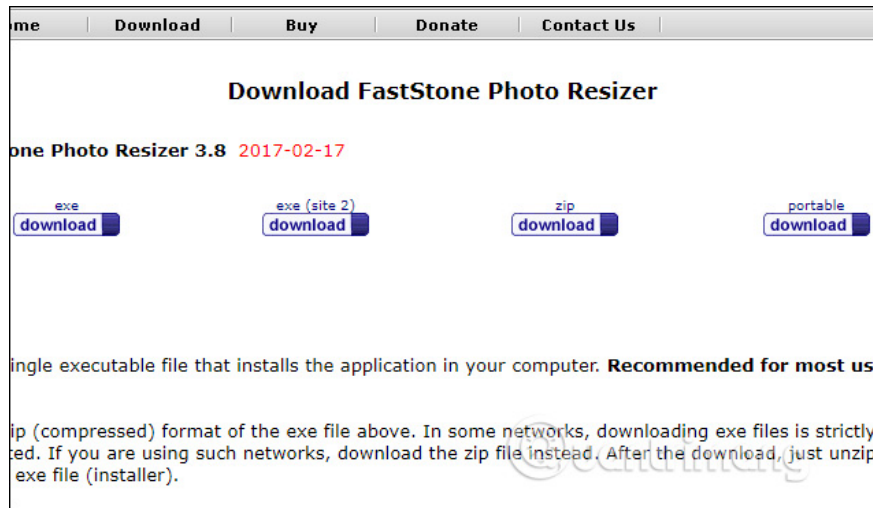 ome Download Buy Donate Contact Us
Download FastStone Photo Resizer
one Photo Resizer 3.8 2017-02-17
exe exe (site 2) zip portable
download download download download
ingle executable file that installs the application in your computer. Recommended for most us
ip (compressed) format of the exe file above. In some networks, downloading exe files is strictly
ted. If you are using such networks, download the zip file instead. After the download, just unzip
exe file (installer).
@uantrimang